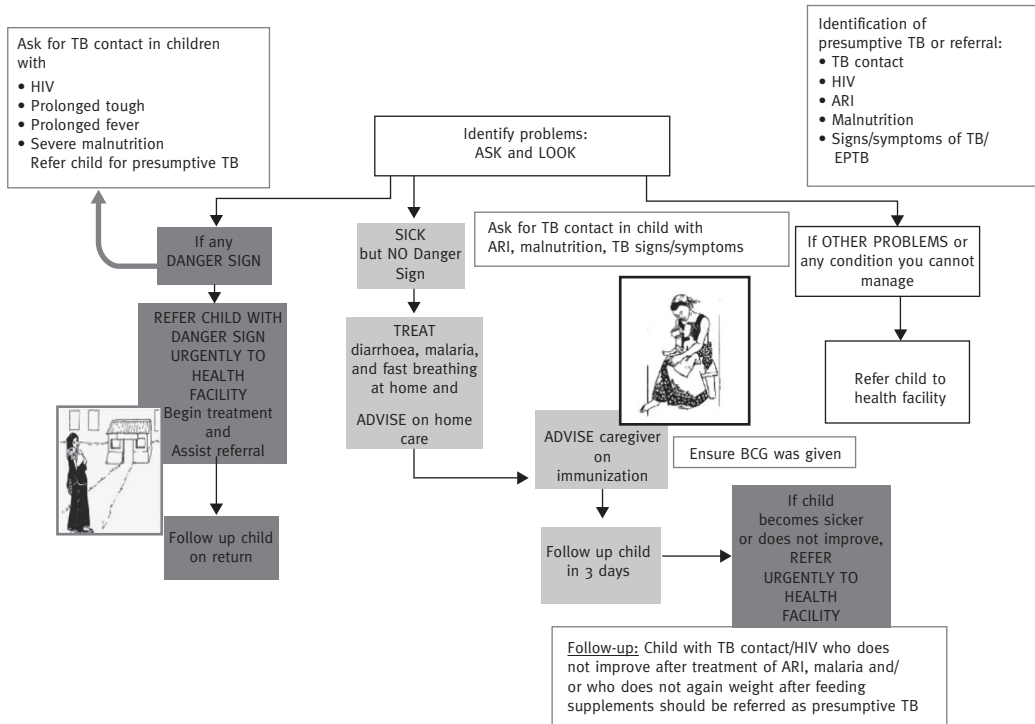 Ask for TB contact in children
with
• HIV
• Prolonged tough
• Prolonged fever
• Severe malnutrition
Refer child for presumptive TB
Identification of
presumptive TB or referral:
• TB contact
• HIV
• ARI
• Malnutrition
• Signs/symptoms of TB/
EPTB
Identify problems:
ASK and LOOK
If any
DANGER SIGN
SICK
but NO Danger
Sign
Ask for TB contact in child with
ARI, malnutrition, TB signs/symptoms
If OTHER PROBLEMS or
any condition you cannot
manage
REFER CHILD WITH
DANGER SIGN
URGENTLY TO
HEALTH
FACILITY
Begin treatment
and
Assist referral
TREAT
diarrhoea, malaria,
and fast breathing
at home and
ADVISE on home
care
Refer child to
health facility
ADVISE caregiver
on
immunization
Ensure BCG was given
Follow up child
on return
Follow up child
in 3 days
If child
becomes sicker
or does not improve,
REFER
URGENTLY TO
HEALTH
FACILITY
Follow-up: Child with TB contact/HIV who does
not improve after treatment of ARI, malaria and/
or who does not again weight after feeding
supplements should be referred as presumptive TB